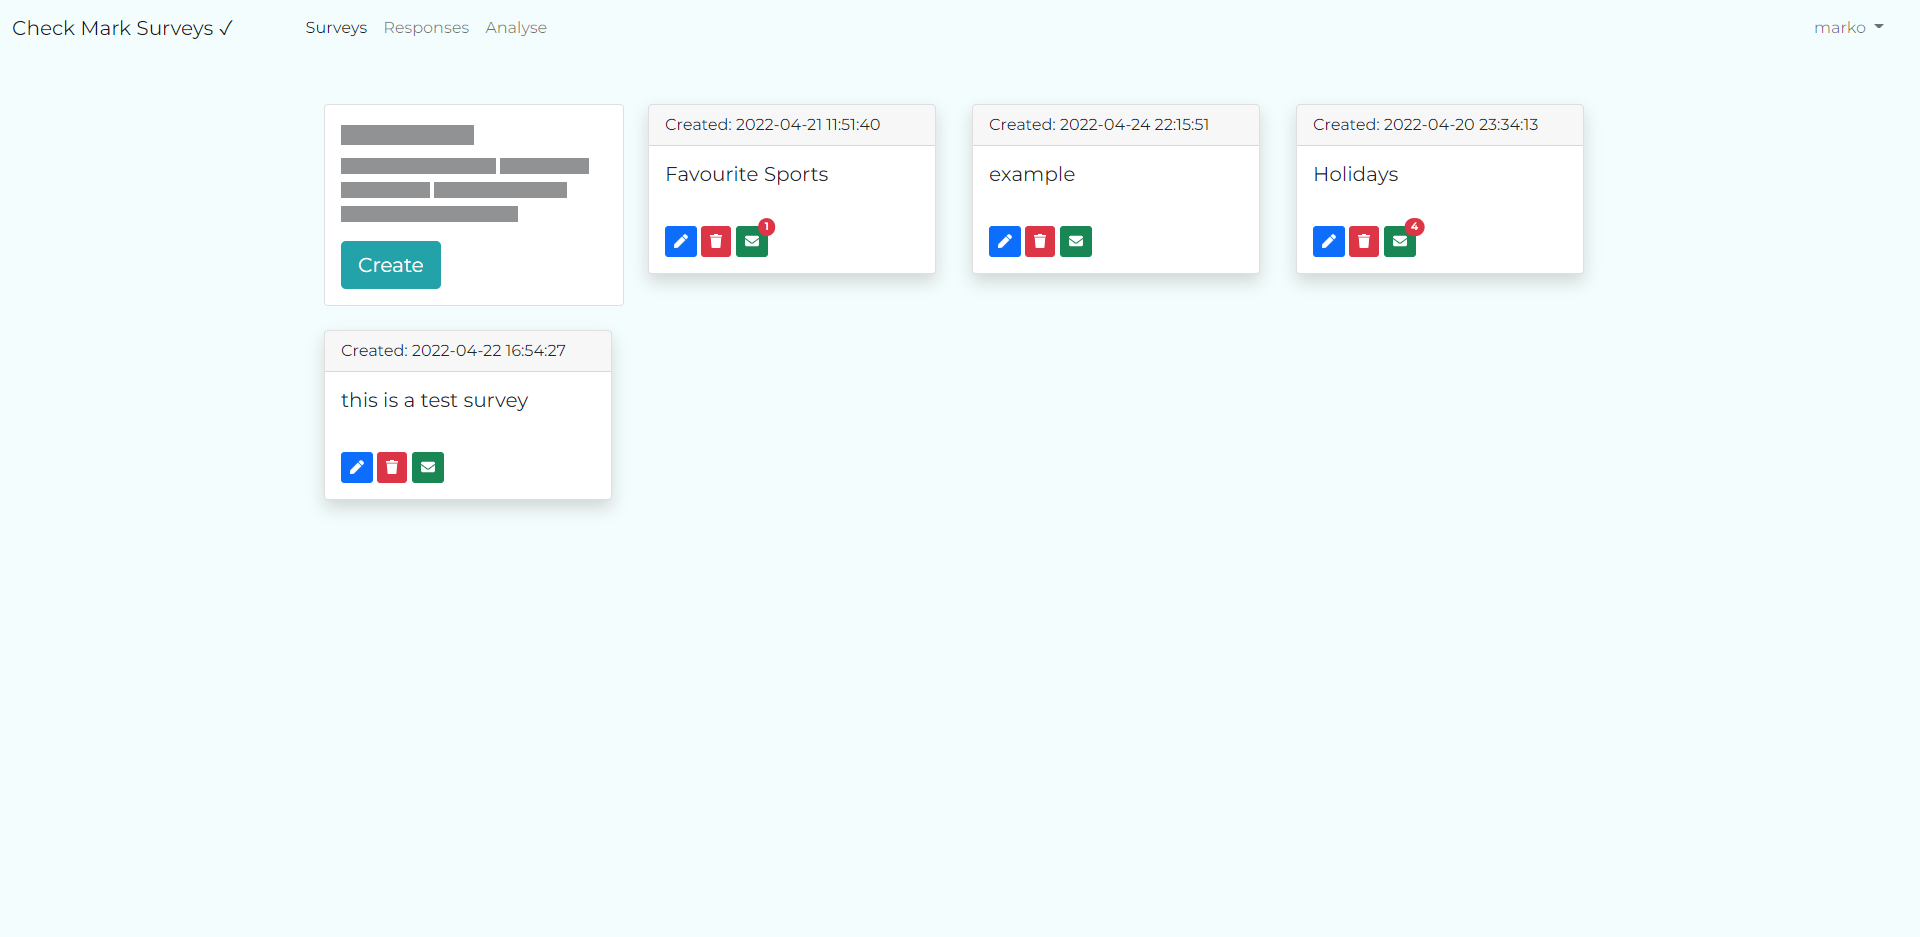 Check Mark Surveys ✓
Surveys Responses Analyse
marko
Create
Created: 2022-04-21 11:51:40
Favourite Sports
1
Created: 2022-04-24 22:15:51
example
Created: 2022-04-20 23:34:13
Holidays
4
Created: 2022-04-22 16:54:27
this is a test survey